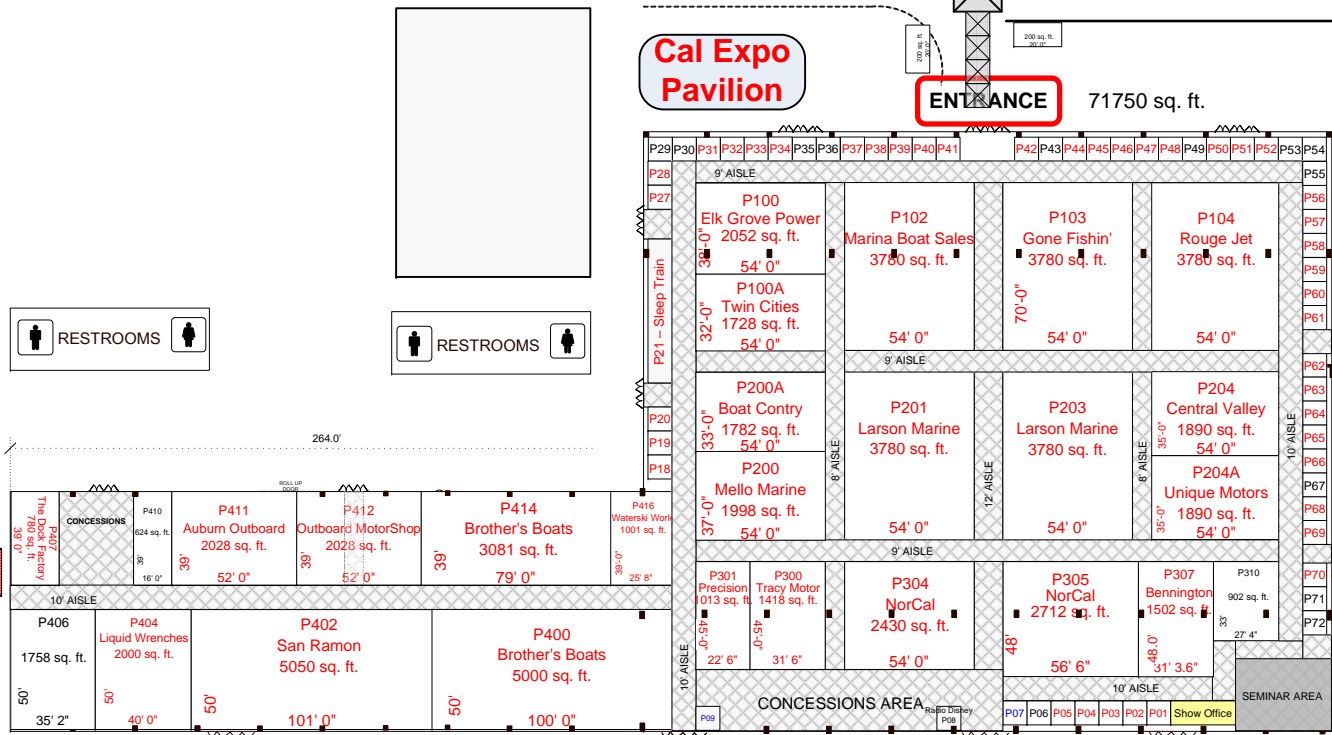 Cal Expo
Pavilion
200 sq. ft.
20' 0"
200 sq. ft.
20' 0"
ENTRANCE
71750 sq. ft.
P29 P30 P31 P32 P33 P34 P35 P36 P37 P38 P39 P40 P41
P42 P43 P44 P45 P46 P47 P48 P49 P50 P51 P52 P53 P54
P28
P27
P21 – Sleep Train
P20
P19
P18
9' AISLE
P100
Elk Grove Power
2052 sq. ft.
38'-0"
54' 0"
P100A
Twin Cities
1728 sq. ft.
32'-0"
54' 0"
P102
Marina Boat Sales
3780 sq. ft.
54' 0"
P103
Gone Fishin'
3780 sq. ft.
70'-0"
54' 0"
P104
Rouge Jet
3780 sq. ft.
54' 0"
P55
P56
P57
P58
P59
P60
P61
P62
P63
P64
P65
P66
P67
P68
P69
P70
P71
P72
9' AISLE
P200A
Boat Contry
1782 sq. ft.
33'-0"
54' 0"
P200
Mello Marine
1998 sq. ft.
37'-0"
54' 0"
8' AISLE
P201
Larson Marine
3780 sq. ft.
54' 0"
12' AISLE
P203
Larson Marine
3780 sq. ft.
54' 0"
8' AISLE
P204
Central Valley
1890 sq. ft.
35'-0"
54' 0"
P204A
Unique Motors
1890 sq. ft.
35'-0"
54' 0"
10' AISLE
9' AISLE
RESTROOMS
RESTROOMS
264.0'
ROLL UP
DOOR
P407
The Dock Factory
780 sq. ft.
39' 0"
CONCESSIONS
P410
624 sq. ft.
39'
16' 0"
P411
Auburn Outboard
2028 sq. ft.
39'
52' 0"
P412
Outboard MotorShop
2028 sq. ft.
39'
52' 0"
P414
Brother's Boats
3081 sq. ft.
39'
79' 0"
P416
Waterski Worl
1001 sq. ft.
39'-0"
25' 8"
10' AISLE
P406
1758 sq. ft.
50'
35' 2"
P404
Liquid Wrenches
2000 sq. ft.
50'
40' 0"
P402
San Ramon
5050 sq. ft.
50'
101' 0"
P400
Brother's Boats
5000 sq. ft.
50'
100' 0"
10' AISLE
P301
Precision
1013 sq. ft.
45'-0"
22' 6"
P300
Tracy Motor
1418 sq. ft.
45'-0"
31' 6"
P304
NorCal
2430 sq. ft.
54' 0"
P305
NorCal
2712 sq. ft.
48'
56' 6"
P307
Bennington
1502 sq. ft.
48.0'
31' 3.6"
P310
902 sq. ft.
33'
27' 4"
10' AISLE
SEMINAR AREA
CONCESSIONS AREA
P09
Radio Disney
P08
P07 P06 P05 P04 P03 P02 P01 Show Office